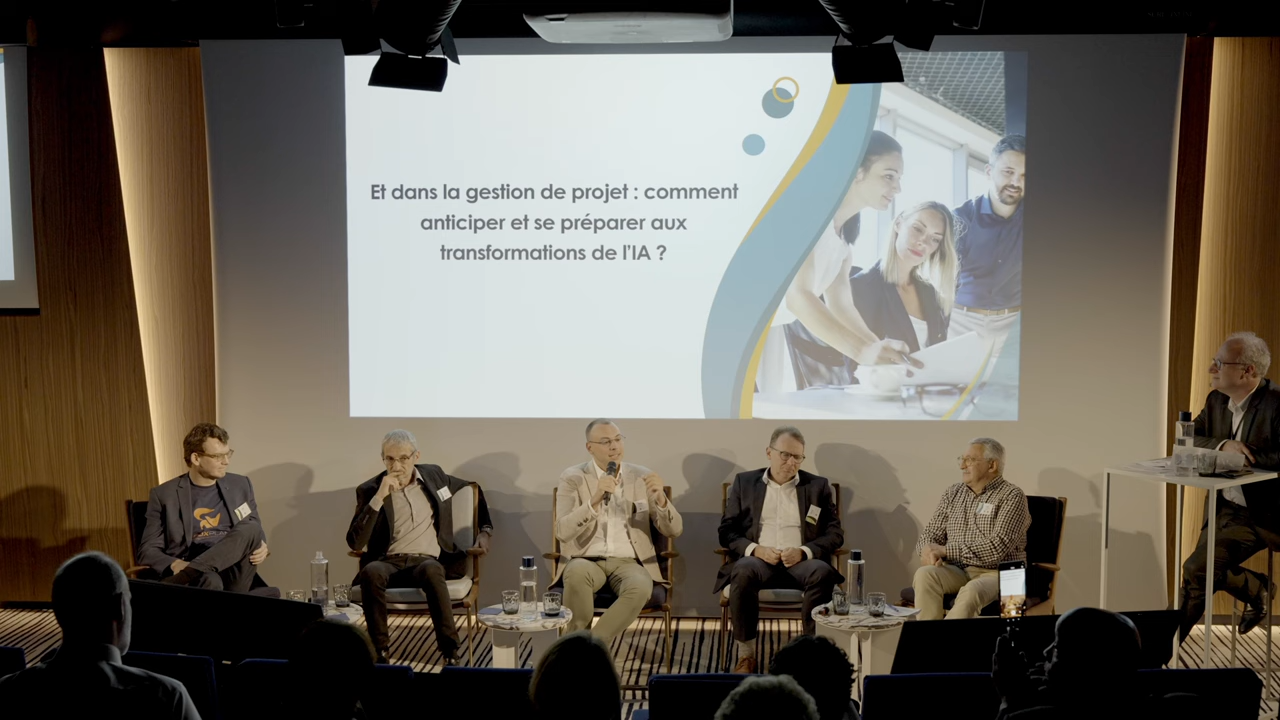 Et dans la gestion de projet : comment
anticiper et se préparer aux
transformations de l'IA ?